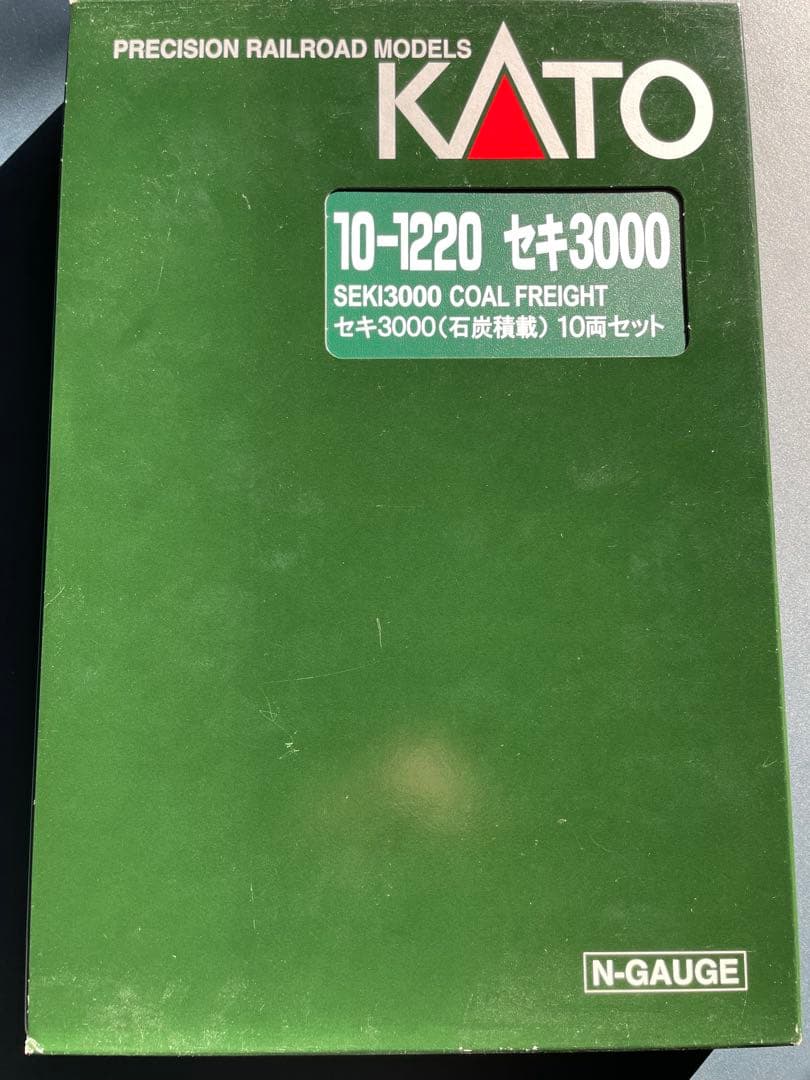 PRECISION RAILROAD MODELS
KATO
10-1220 セキ3000
SEKI3000 COAL FREIGHT
セキ3000(石炭積載) 10両セット
N-GAUGE